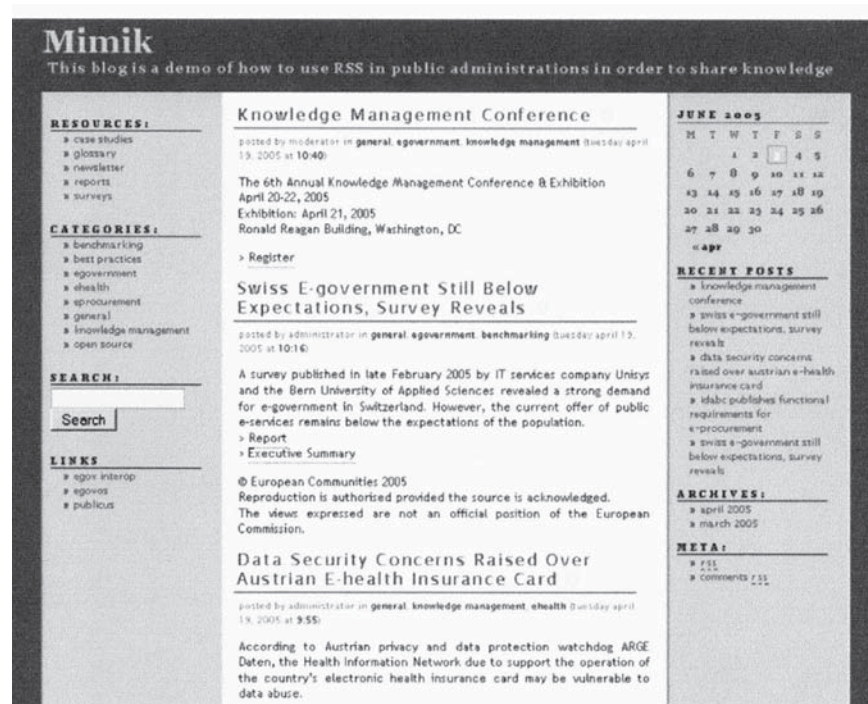 Mimik
This blog is a demo of how to use RSS in public administrations in order to share knowledge
RESOURCES:
» case studies
» glossary
» newsletter
» reports
» surveys
CATEGORIES:
» benchmarking
» best practices
» egovernment
» ehealth
» eprocurement
» general
» knowledge management
» open source
SEARCH:
Search
LINKS
» egov interop
» egovos
» publicus
Knowledge Management Conference
posted by moderator in general, egovernment, knowledge management (tuesday april
19, 2005 at 10:40)
The 6th Annual Knowledge Management Conference & Exhibition
April 20-22, 2005
Exhibition: April 21, 2005
Ronald Reagan Building, Washington, DC
> Register
Swiss E-government Still Below
Expectations, Survey Reveals
posted by administrator in general, egovernment, benchmarking (tuesday april 19,
2005 at 10:16)
A survey published in late February 2005 by IT services company Unisys
and the Bern University of Applied Sciences revealed a strong demand
for e-government in Switzerland. However, the current offer of public
e-services remains below the expectations of the population.
> Report
> Executive Summary
© European Communities 2005
Reproduction is authorised provided the source is acknowledged.
The views expressed are not an official position of the European
Commission.
Data Security Concerns Raised Over
Austrian E-health Insurance Card
posted by administrator in general, knowledge management, ehealth (tuesday april
19, 2005 at 9:55)
According to Austrian privacy and data protection watchdog ARGE
Daten, the Health Information Network due to support the operation of
the country's electronic health insurance card may be vulnerable to
data abuse.
JUNE 2005
M T W T F S S
1 2 3 4 5
6 7 8 9 10 11 12
13 14 15 16 17 18 19
20 21 22 23 24 25 26
27 28 29 30
« apr
RECENT POSTS
» knowledge management
conference
» swiss e-government still
below expectations, survey
reveals
» data security concerns
raised over austrian e-health
insurance card
» idabc publishes functional
requirements for
e-procurement
» swiss e-government still
below expectations, survey
reveals
ARCHIVES:
» april 2005
» march 2005
META:
» rss
» comments rss